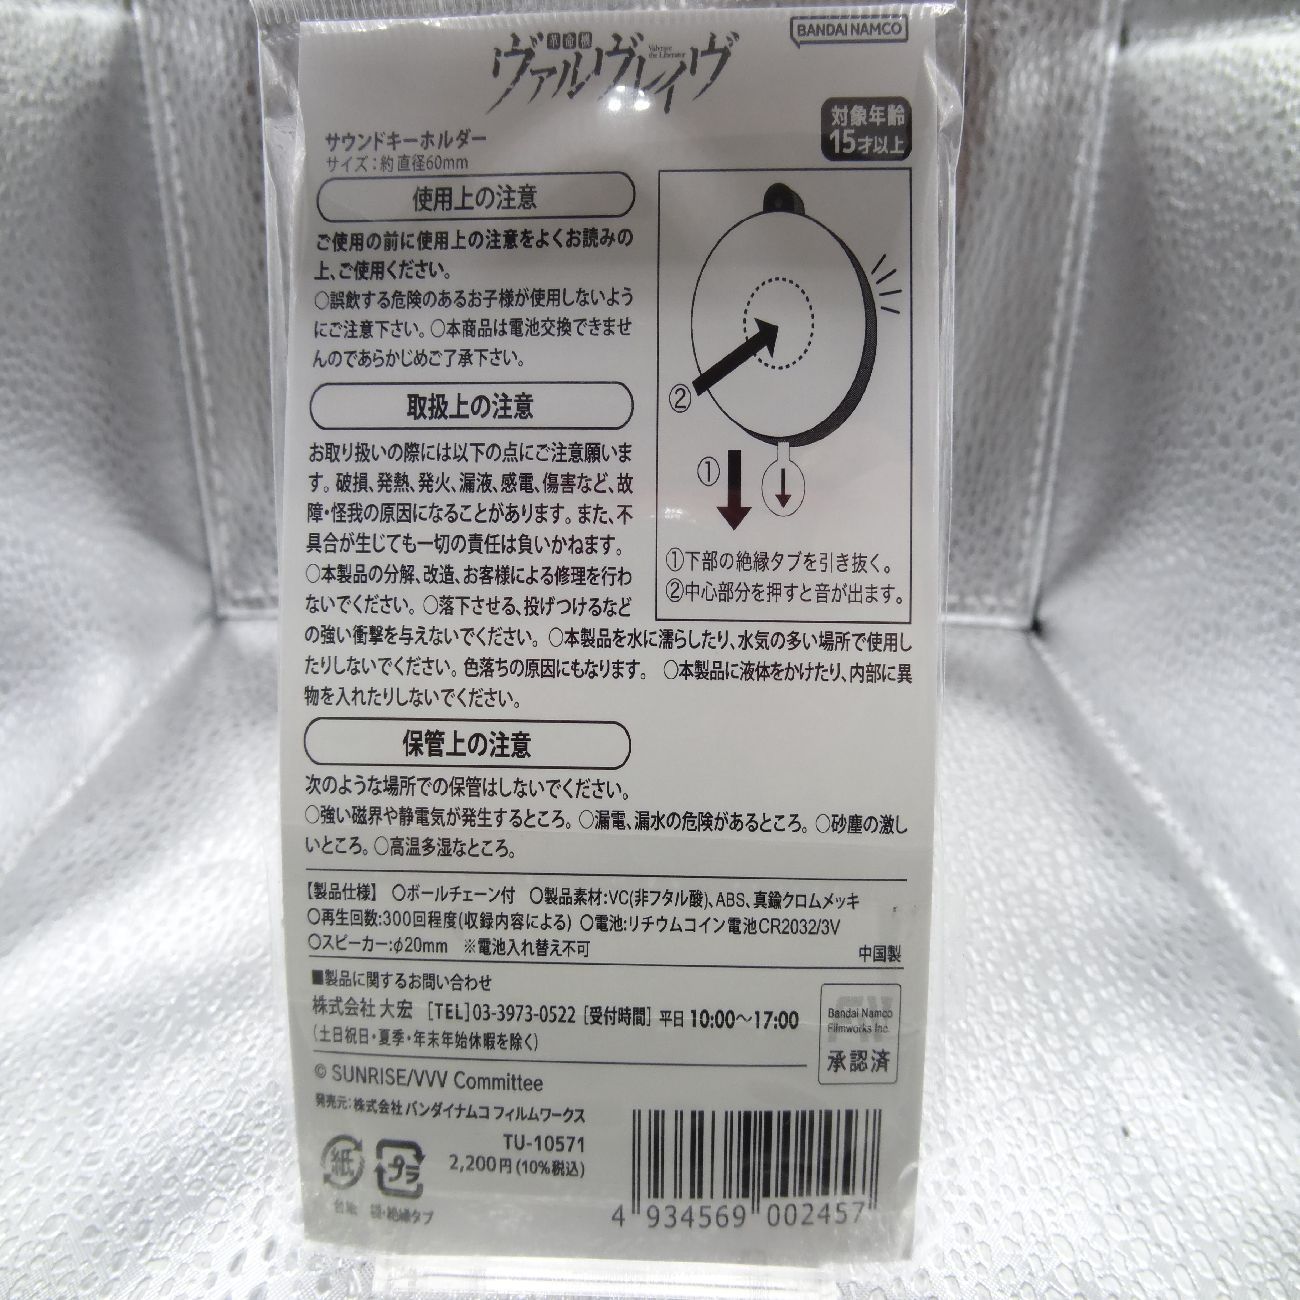 革命機
ヴァルヴレイヴ
Valvrave
the Liberator
BANDAI NAMCO
対象年齢
15才以上
サウンドキーホルダー
サイズ：約直径60mm
使用上の注意
ご使用の前に使用上の注意をよくお読みの
上、ご使用ください。
○誤飲する危険のあるお子様が使用しないよう
にご注意下さい。○本商品は電池交換できませ
んのであらかじめご了承下さい。
②
①
①下部の絶縁タブを引き抜く。
②中心部分を押すと音が出ます。
取扱上の注意
お取り扱いの際には以下の点にご注意願いま
す。破損、発熱、発火、漏液、感電、傷害など、故
障・怪我の原因になることがあります。また、不
具合が生じても一切の責任は負いかねます。
○本製品の分解、改造、お客様による修理を行わ
ないでください。○落下させる、投げつけるなど
の強い衝撃を与えないでください。○本製品を水に濡らしたり、水気の多い場所で使用し
たりしないでください。色落ちの原因にもなります。 ○本製品に液体をかけたり、内部に異
物を入れたりしないでください。
保管上の注意
次のような場所での保管はしないでください。
○強い磁界や静電気が発生するところ。○漏電、漏水の危険があるところ。○砂塵の激し
いところ。○高温多湿なところ。
【製品仕様】 ○ボールチェーン付 ○製品素材:VC(非フタル酸)、ABS、真鍮クロムメッキ
○再生回数:300回程度(収録内容による) ○電池:リチウムコイン電池CR2032/3V
○スピーカー:φ20mm ※電池入れ替え不可
中国製
■製品に関するお問い合わせ
株式会社 大宏 [TEL]03-3973-0522 [受付時間] 平日 10:00～17:00
(土日祝日・夏季・年末年始休暇を除く)
Bandai Namco
Filmworks Inc.
承認済
© SUNRISE/VVV Committee
発売元：株式会社 バンダイナムコ フィルムワークス
TU-10571
2,200円(10%税込)
紙
プラ
台紙 袋・絶縁タブ
4 934569 002457